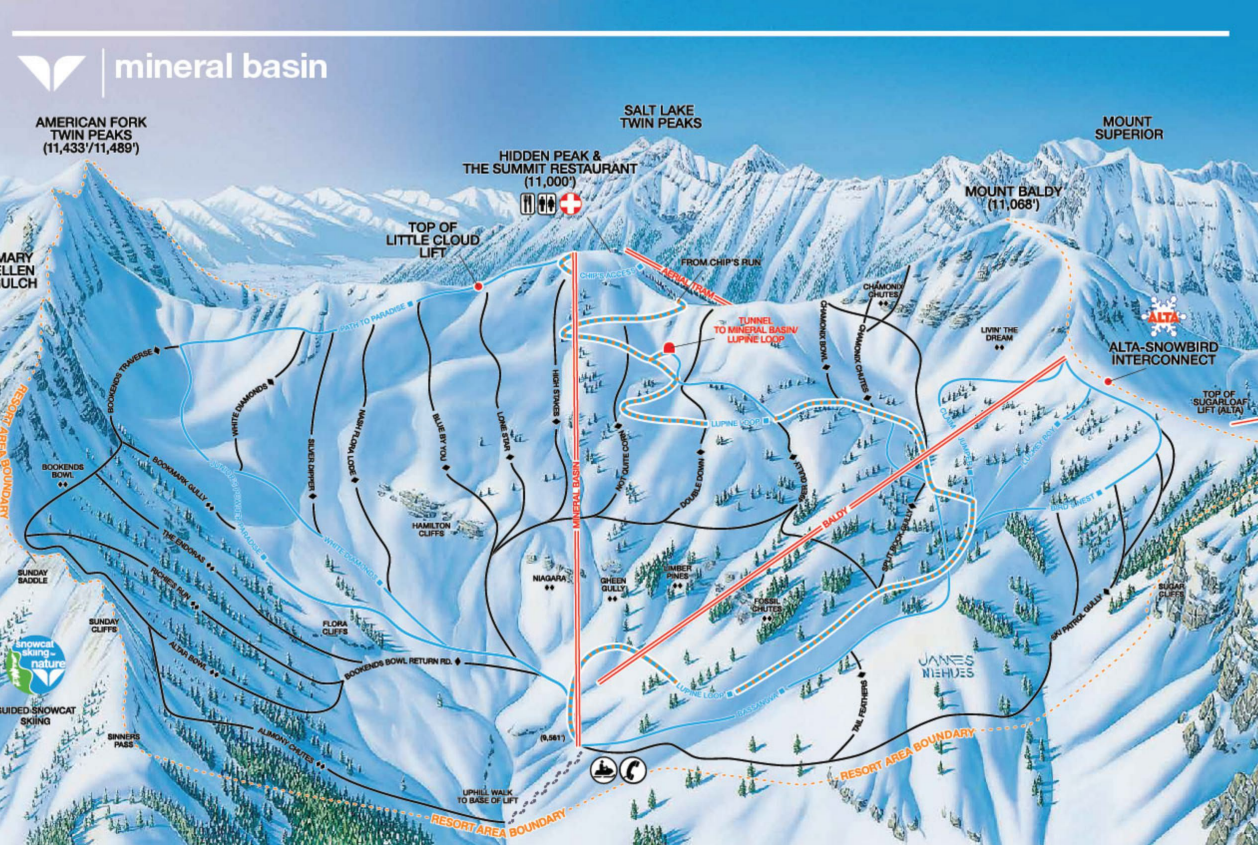 mineral basin
AMERICAN FORK
TWIN PEAKS
(11,433'/11,489')
SALT LAKE
TWIN PEAKS
MOUNT
SUPERIOR
HIDDEN PEAK &
THE SUMMIT RESTAURANT
(11,000')
MOUNT BALDY
(11,068')
TOP OF
LITTLE CLOUD
LIFT
MARY
ELLEN
GULCH
FROM CHIP'S RUN
CHIP'S ACCESS
AERIAL TRAM
CHAMONIX
CHUTES
ALTA
TUNNEL
TO MINERAL BASIN/
LUPINE LOOP
LIVIN' THE
DREAM
ALTA-SNOWBIRD
INTERCONNECT
PATH TO PARADISE
CHAMONIX BOWL
CHAMONIX CHUTES
BOOKENDS TRAVERSE
TOP OF
SUGARLOAF
LIFT (ALTA)
RESORT AREA BOUNDARY
WHITE DIAMONDS
SILVER DIPPER
NASH FLORA LODE
BLUE BY YOU
LONE STAR
HIGH STAKES
NOT QUITE CORN
LUPINE LOOP
DOUBLE DOWN
BOOKENDS
BOWL
BOOKMARK GULLY
MINERAL BASIN
BALDY
SPLIT ROCK GULLY
HAMILTON
CLIFFS
THE ENDORAS
RICHIE'S RUN
WHITE DIAMONDS
NIAGARA
GHEEN
GULLY
LIMBER
PINES
FOSSIL
CHUTES
SUNDAY
SADDLE
SUGAR
CLIFFS
SKI PATROL GULLY
SUNDAY
CLIFFS
FLORA
CLIFFS
snowcat
skiing
nature
ALTAR BOWL
BOOKENDS BOWL RETURN RD.
JAMES
NIEHUES
LUPINE LOOP
GUIDED SNOWCAT
SKIING
TAIL FEATHERS
SINNERS
PASS
ALIMONY CHUTES
(9,561')
RESORT AREA BOUNDARY
UPHILL WALK
TO BASE OF LIFT
RESORT AREA BOUNDARY